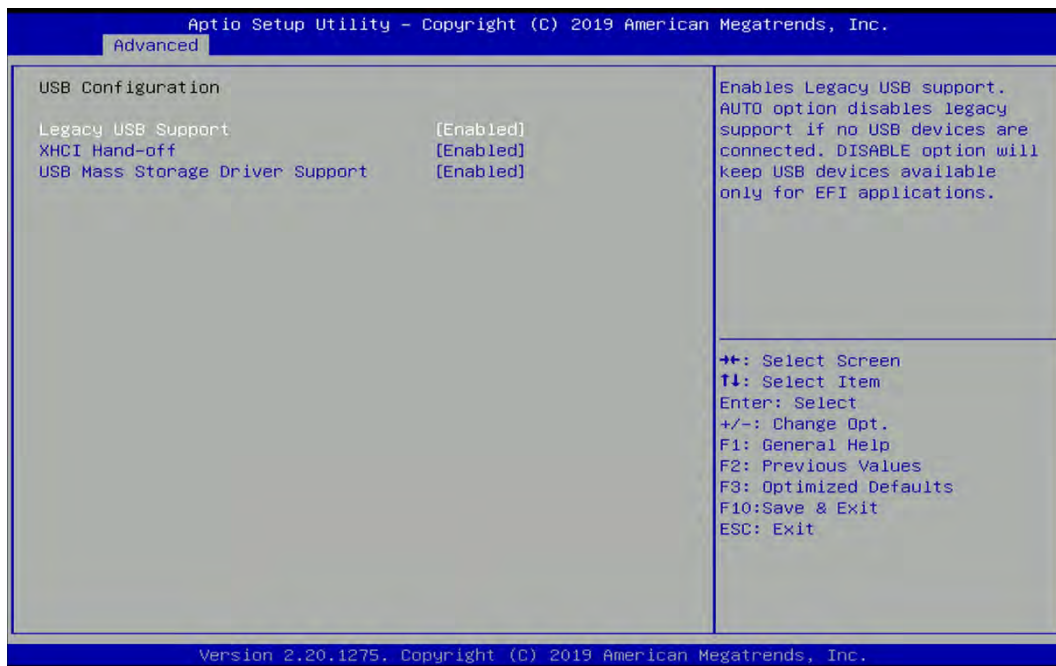 Aptio Setup Utility – Copyright (C) 2019 American Megatrends, Inc.
Advanced
USB Configuration
Legacy USB Support [Enabled]
XHCI Hand-off [Enabled]
USB Mass Storage Driver Support [Enabled]
Enables Legacy USB support.
AUTO option disables legacy
support if no USB devices are
connected. DISABLE option will
keep USB devices available
only for EFI applications.
→←: Select Screen
↑↓: Select Item
Enter: Select
+/-: Change Opt.
F1: General Help
F2: Previous Values
F3: Optimized Defaults
F10:Save & Exit
ESC: Exit
Version 2.20.1275. Copyright (C) 2019 American Megatrends, Inc.